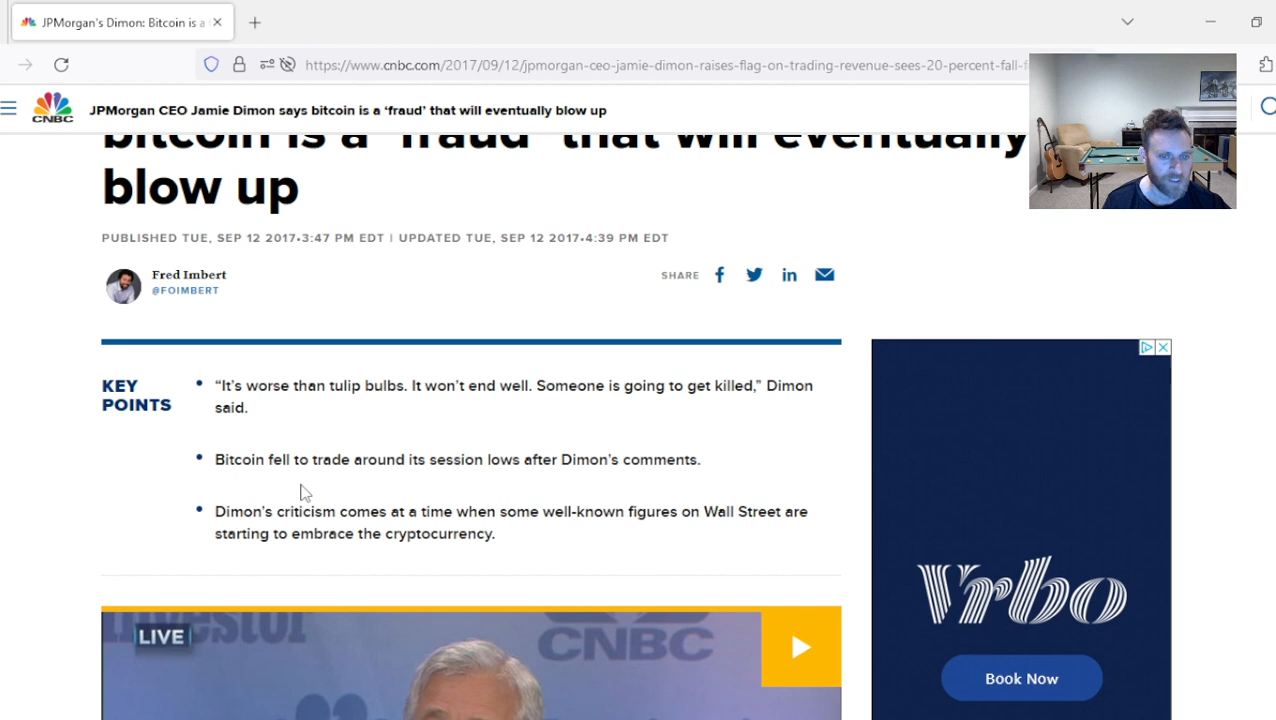 JPMorgan's Dimon: Bitcoin is a
https://www.cnbc.com/2017/09/12/jpmorgan-ceo-jamie-dimon-raises-flag-on-trading-revenue-sees-20-percent-fall-f
CNBC
JPMorgan CEO Jamie Dimon says bitcoin is a ‘fraud’ that will eventually blow up
bitcoin is a ‘fraud’ that will eventually
blow up
PUBLISHED TUE, SEP 12 2017•3:47 PM EDT | UPDATED TUE, SEP 12 2017•4:39 PM EDT
Fred Imbert
@FOIMBERT
SHARE
KEY
POINTS
“It’s worse than tulip bulbs. It won’t end well. Someone is going to get killed,” Dimon
said.
Bitcoin fell to trade around its session lows after Dimon’s comments.
Dimon’s criticism comes at a time when some well-known figures on Wall Street are
starting to embrace the cryptocurrency.
LIVE
Investor
CNBC
Vrbo
Book Now